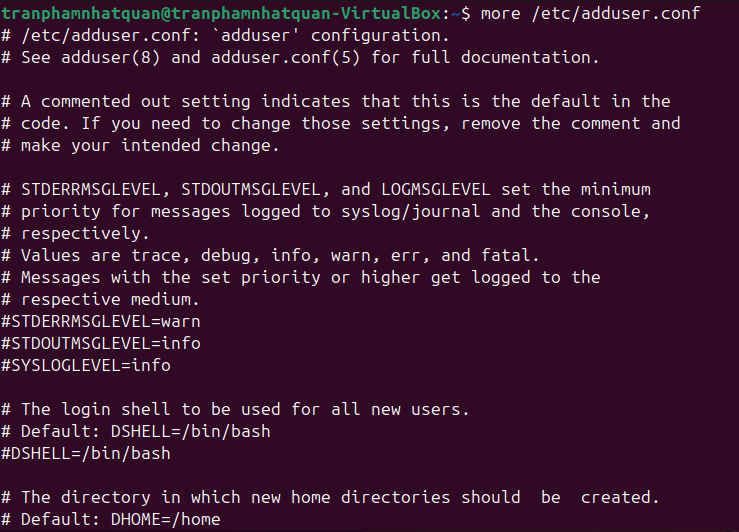 tranphamnhatquan@tranphamnhatquan-VirtualBox:~$ more /etc/adduser.conf
# /etc/adduser.conf: `adduser' configuration.
# See adduser(8) and adduser.conf(5) for full documentation.
# A commented out setting indicates that this is the default in the
# code. If you need to change those settings, remove the comment and
# make your intended change.
# STDERRMSGLEVEL, STDOUTMSGLEVEL, and LOGMSGLEVEL set the minimum
# priority for messages logged to syslog/journal and the console,
# respectively.
# Values are trace, debug, info, warn, err, and fatal.
# Messages with the set priority or higher get logged to the
# respective medium.
#STDERRMSGLEVEL=warn
#STDOUTMSGLEVEL=info
#SYSLOGLEVEL=info
# The login shell to be used for all new users.
# Default: DSHELL=/bin/bash
#DSHELL=/bin/bash
# The directory in which new home directories should  be  created.
# Default: DHOME=/home